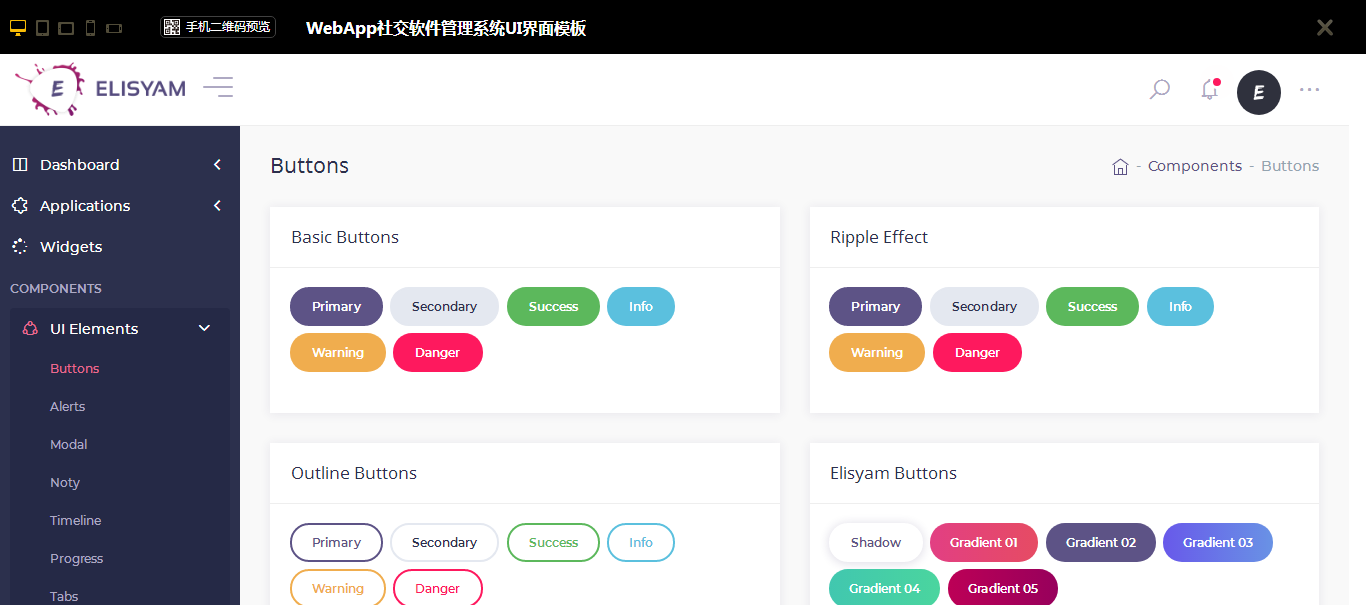 手机二维码预览 WebApp社交软件管理系统UI界面模板
E ELISYAM E
Dashboard
Applications
Widgets
COMPONENTS
UI Elements
Buttons
Alerts
Modal
Noty
Timeline
Progress
Tabs
Buttons
- Components - Buttons
Basic Buttons
Primary Secondary Success Info
Warning Danger
Ripple Effect
Primary Secondary Success Info
Warning Danger
Outline Buttons
Primary Secondary Success Info
Warning Danger
Elisyam Buttons
Shadow Gradient 01 Gradient 02 Gradient 03
Gradient 04 Gradient 05